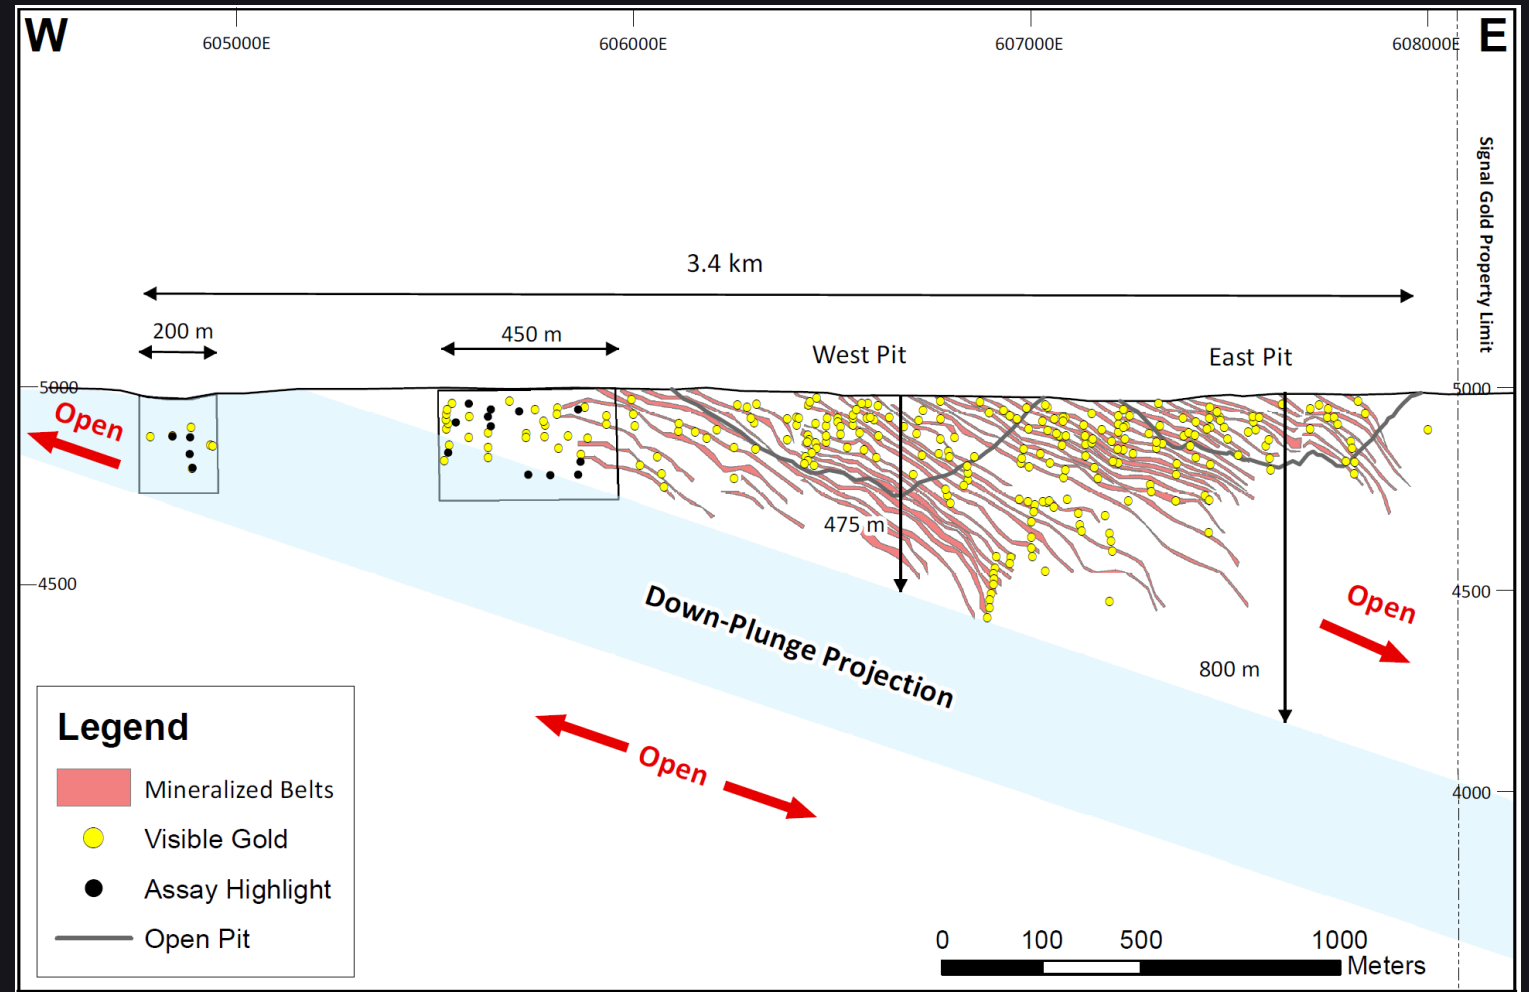 W
605000E
606000E
607000E
608000E
E
Signal Gold Property Limit
3.4 km
200 m
450 m
West Pit
East Pit
5000
5000
Open
475 m
4500
4500
Down-Plunge Projection
Open
800 m
Open
4000
Legend
Mineralized Belts
Visible Gold
Assay Highlight
Open Pit
0 100 500 1000
Meters